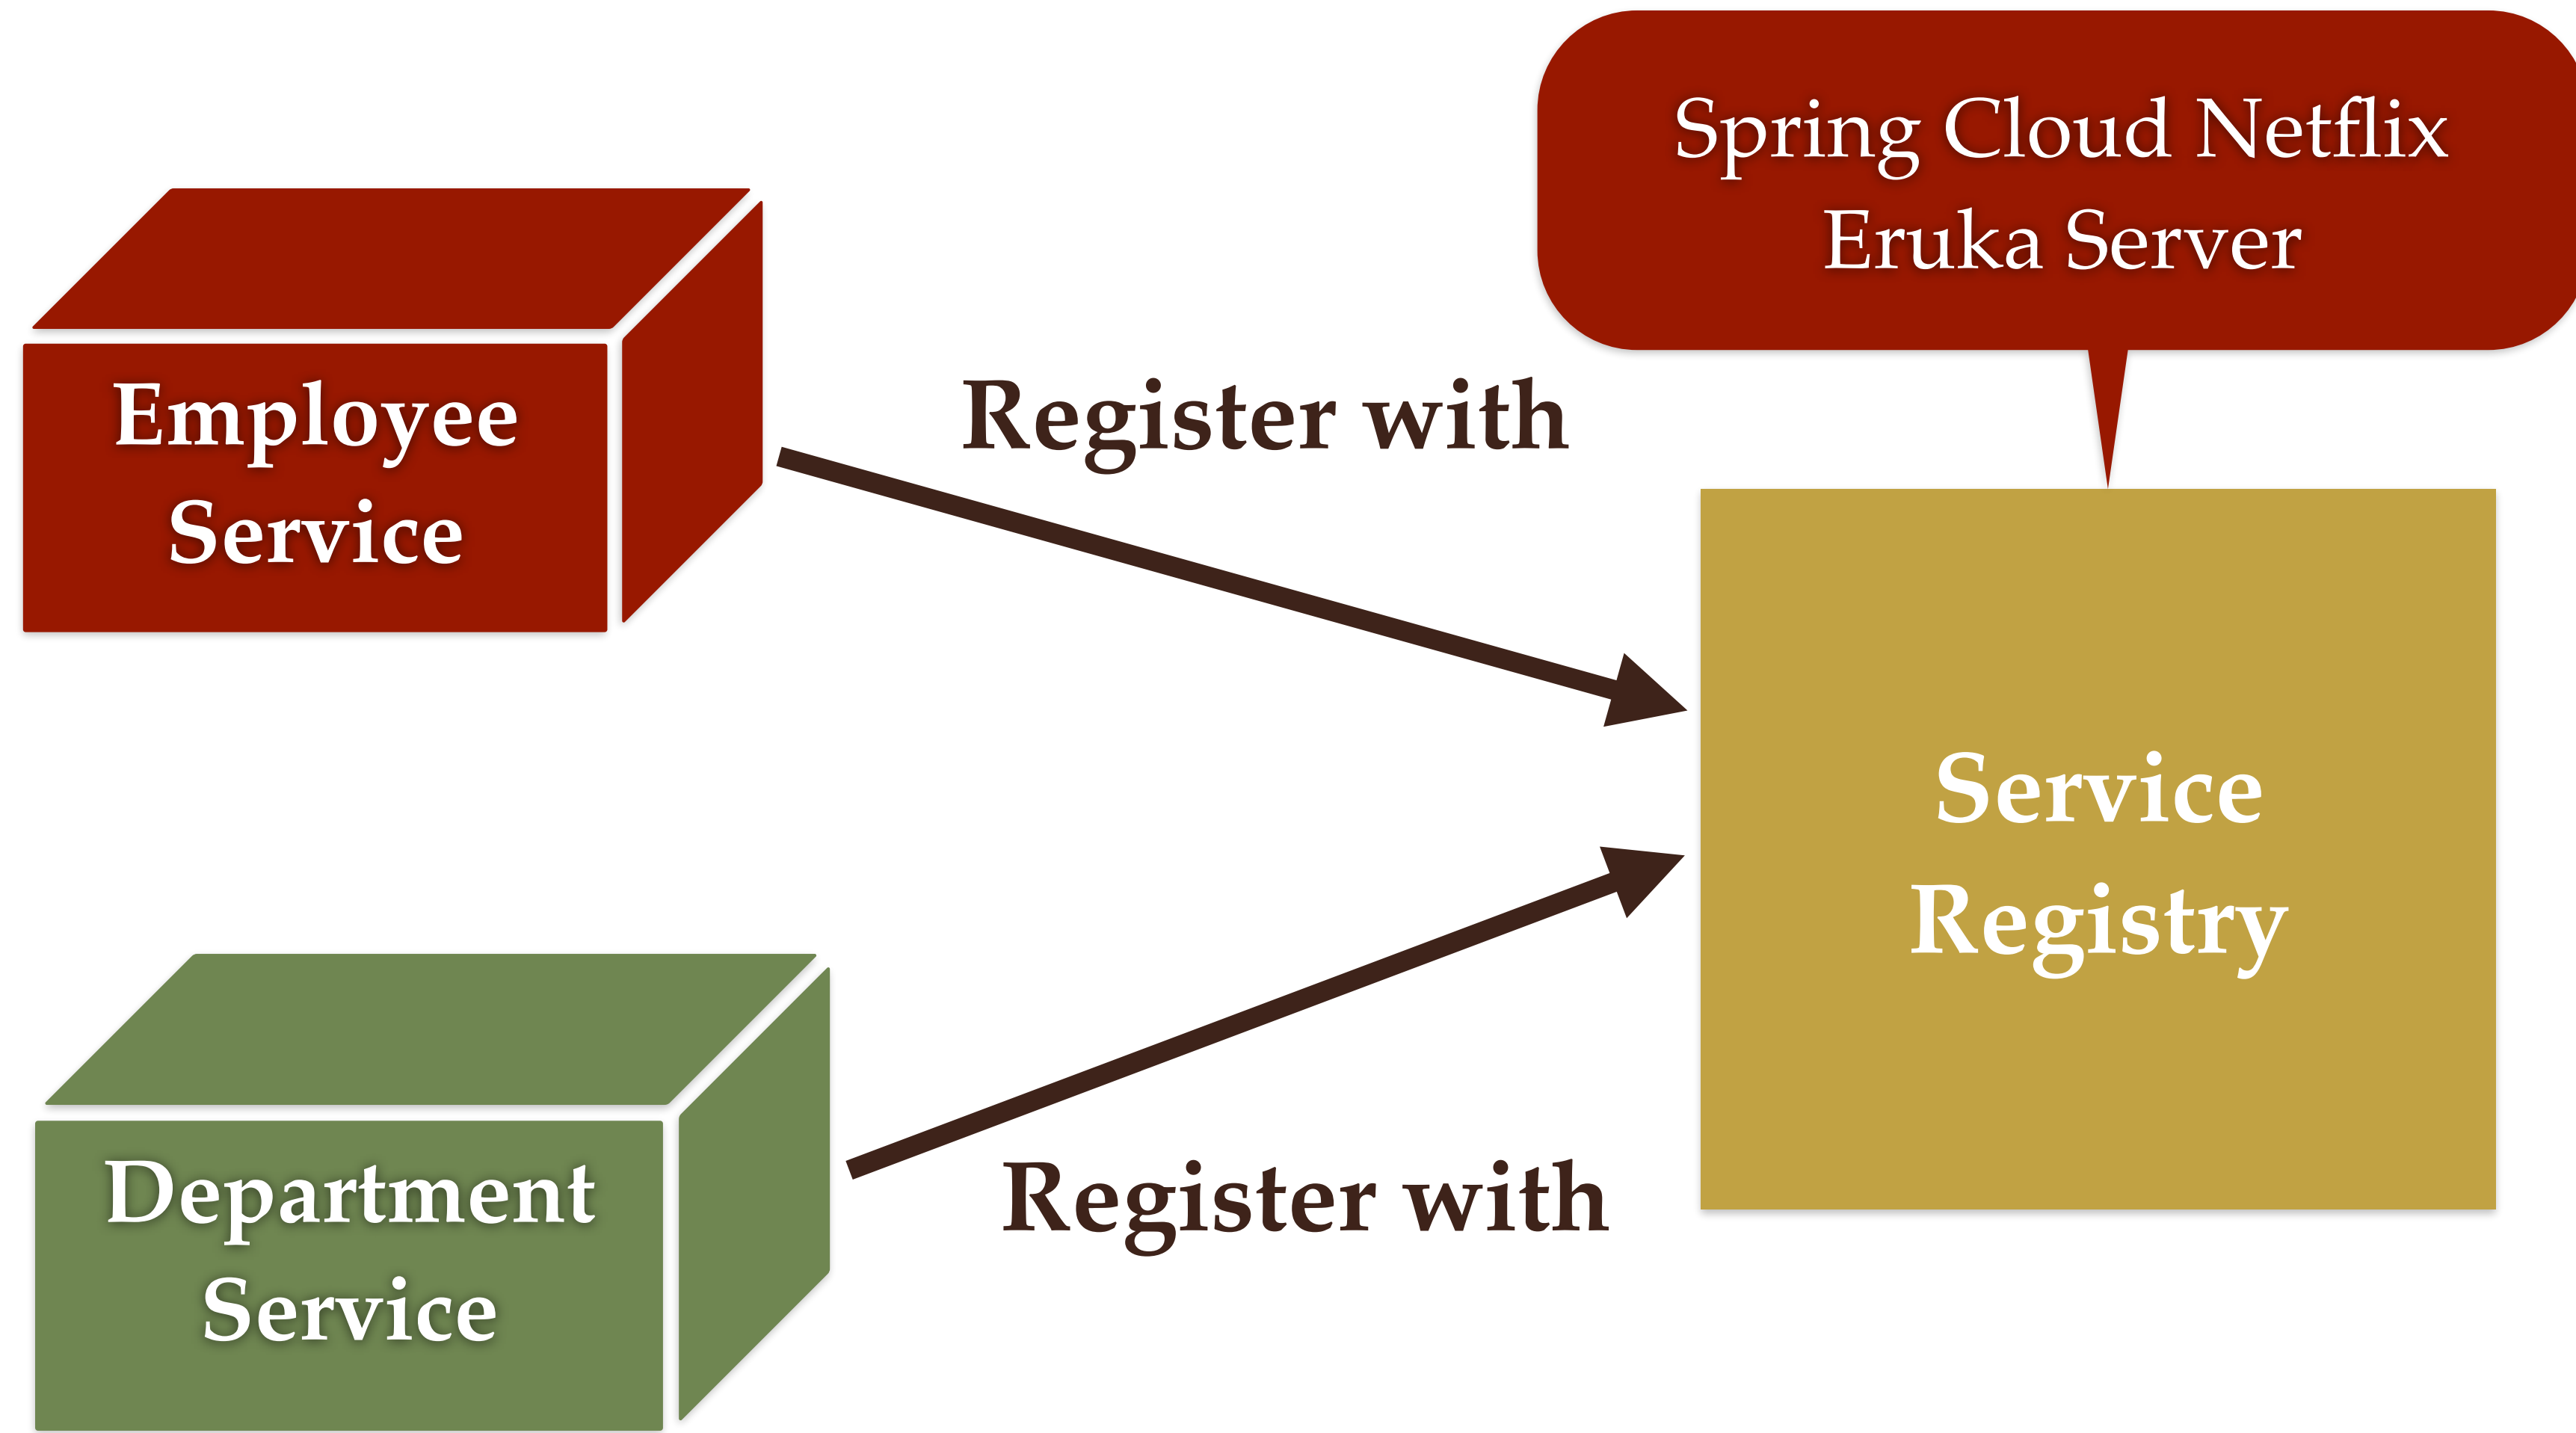 Spring Cloud Netflix
Eruka Server
Employee
Service
Register with
Service
Registry
Department
Service
Register with